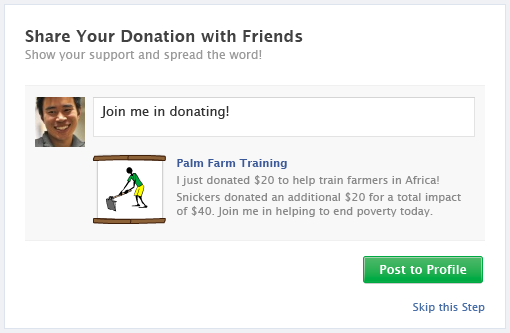 Share Your Donation with Friends
Show your support and spread the word!
Join me in donating!
Palm Farm Training
I just donated $20 to help train farmers in Africa!
Snickers donated an additional $20 for a total impact
of $40. Join me in helping to end poverty today.
Post to Profile
Skip this Step